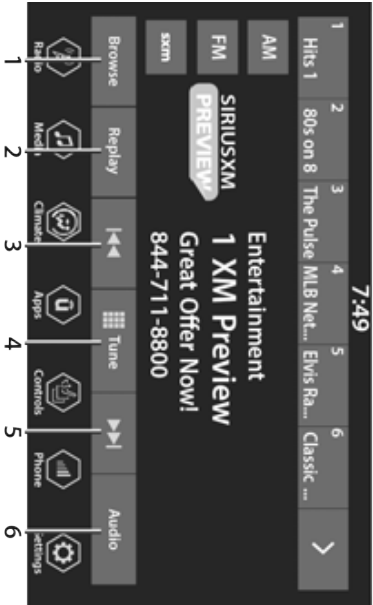 7:49
1 2 3 4 5 6
Hits 1 80s on 8 The Pulse MLB Net... Elvis Ra... Classic ...
AM
FM
sxm
SIRIUSXM
PREVIEW
Entertainment
1 XM Preview
Great Offer Now!
844-711-8800
Browse Replay Tune Audio
Radio Media Climate Apps Controls Phone Settings
1 2 3 4 5 6